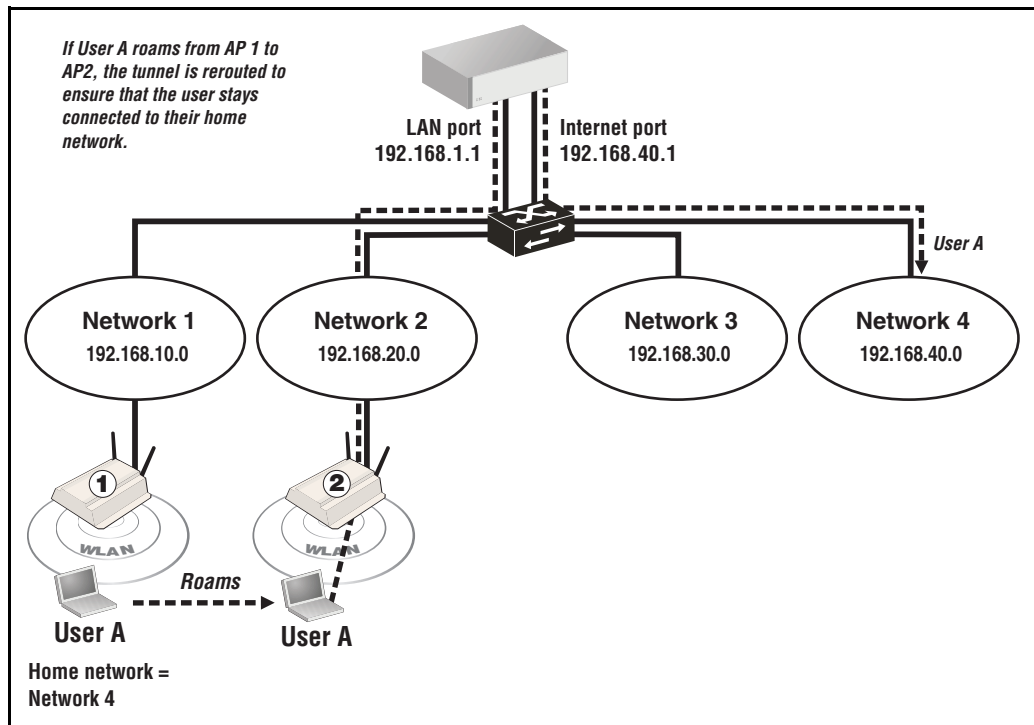 If User A roams from AP 1 to
AP2, the tunnel is rerouted to
ensure that the user stays
connected to their home
network.
LAN port
192.168.1.1
Internet port
192.168.40.1
User A
Network 1
192.168.10.0
Network 2
192.168.20.0
Network 3
192.168.30.0
Network 4
192.168.40.0
1
2
WLAN
WLAN
Roams
User A
User A
Home network =
Network 4